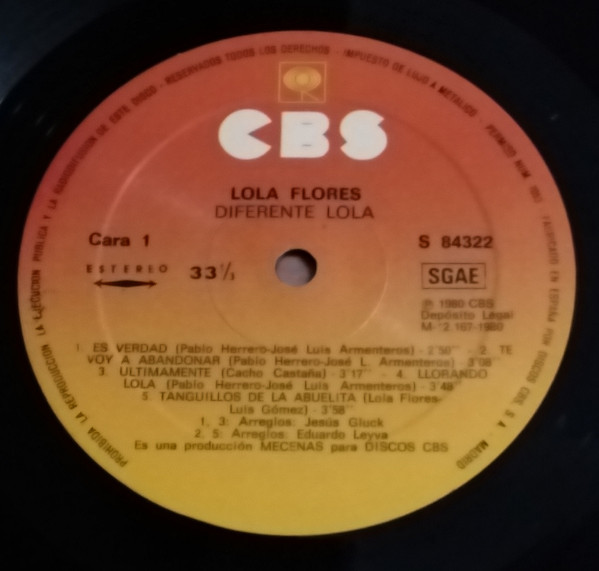 RESERVADOS TODOS LOS DERECHOS - IMPUESTO DE LUJO A METALICO - PERMISO NUM.
FABRICADO EN ESPAÑA POR DISCOS CBS, S. A. - MADRID
PROHIBIDA LA REPRODUCCION LA EJECUCION PUBLICA Y LA RADIODIFUSION DE ESTE DISCO
CBS
LOLA FLORES
DIFERENTE LOLA
Cara 1
S 84322
ESTEREO
33⅓
SGAE
℗ 1980 CBS
Depósito Legal
1. ES VERDAD (Pablo Herrero-José Luis Armenteros) - 2'56'' - 2. TE
VOY A ABANDONAR (Pablo Herrero-José L. Armenteros) - 3'08''
3. ULTIMAMENTE (Cacho Castaña) - 3'17'' - 4. LLORANDO
LOLA (Pablo Herrero-José Luis Armenteros) - 3'49''
5. TANGUILLOS DE LA ABUELITA (Lola Flores-
Luis Gómez) - 3'58''
1, 3: Arreglos: Jesús Gluck
2, 5: Arreglos: Eduardo Leyva
Es una producción MECENAS para DISCOS CBS